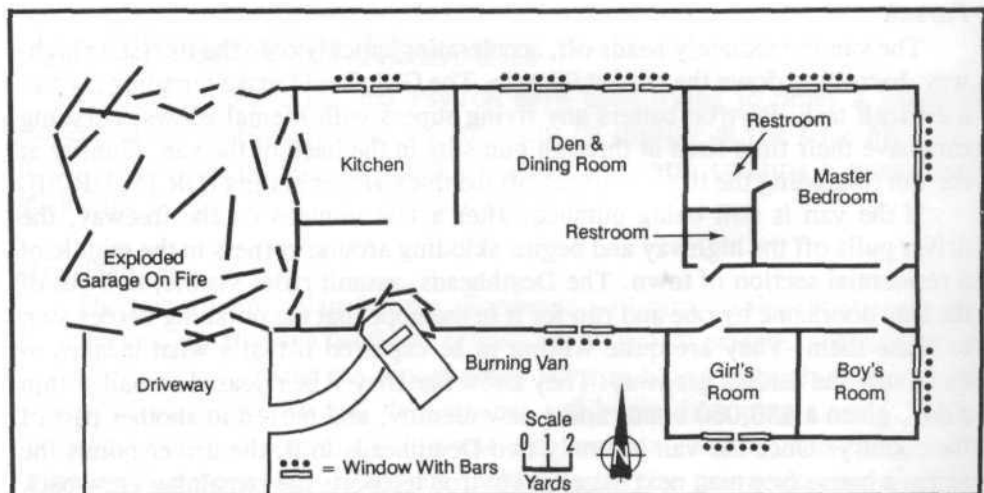 Kitchen
Den &
Dining Room
Restroom
Master
Bedroom
Restroom
Exploded
Garage On Fire
Driveway
Burning Van
Girl's
Room
Boy's
Room
Scale
0 1 2
Yards
N
= Window With Bars